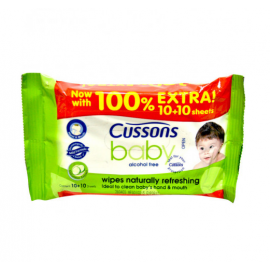 Now with 100% EXTRA!
10+10 sheets
Cussons
baby
wipes
alcohol free
wipes naturally refreshing
Ideal to clean baby's hand & mouth
10+10